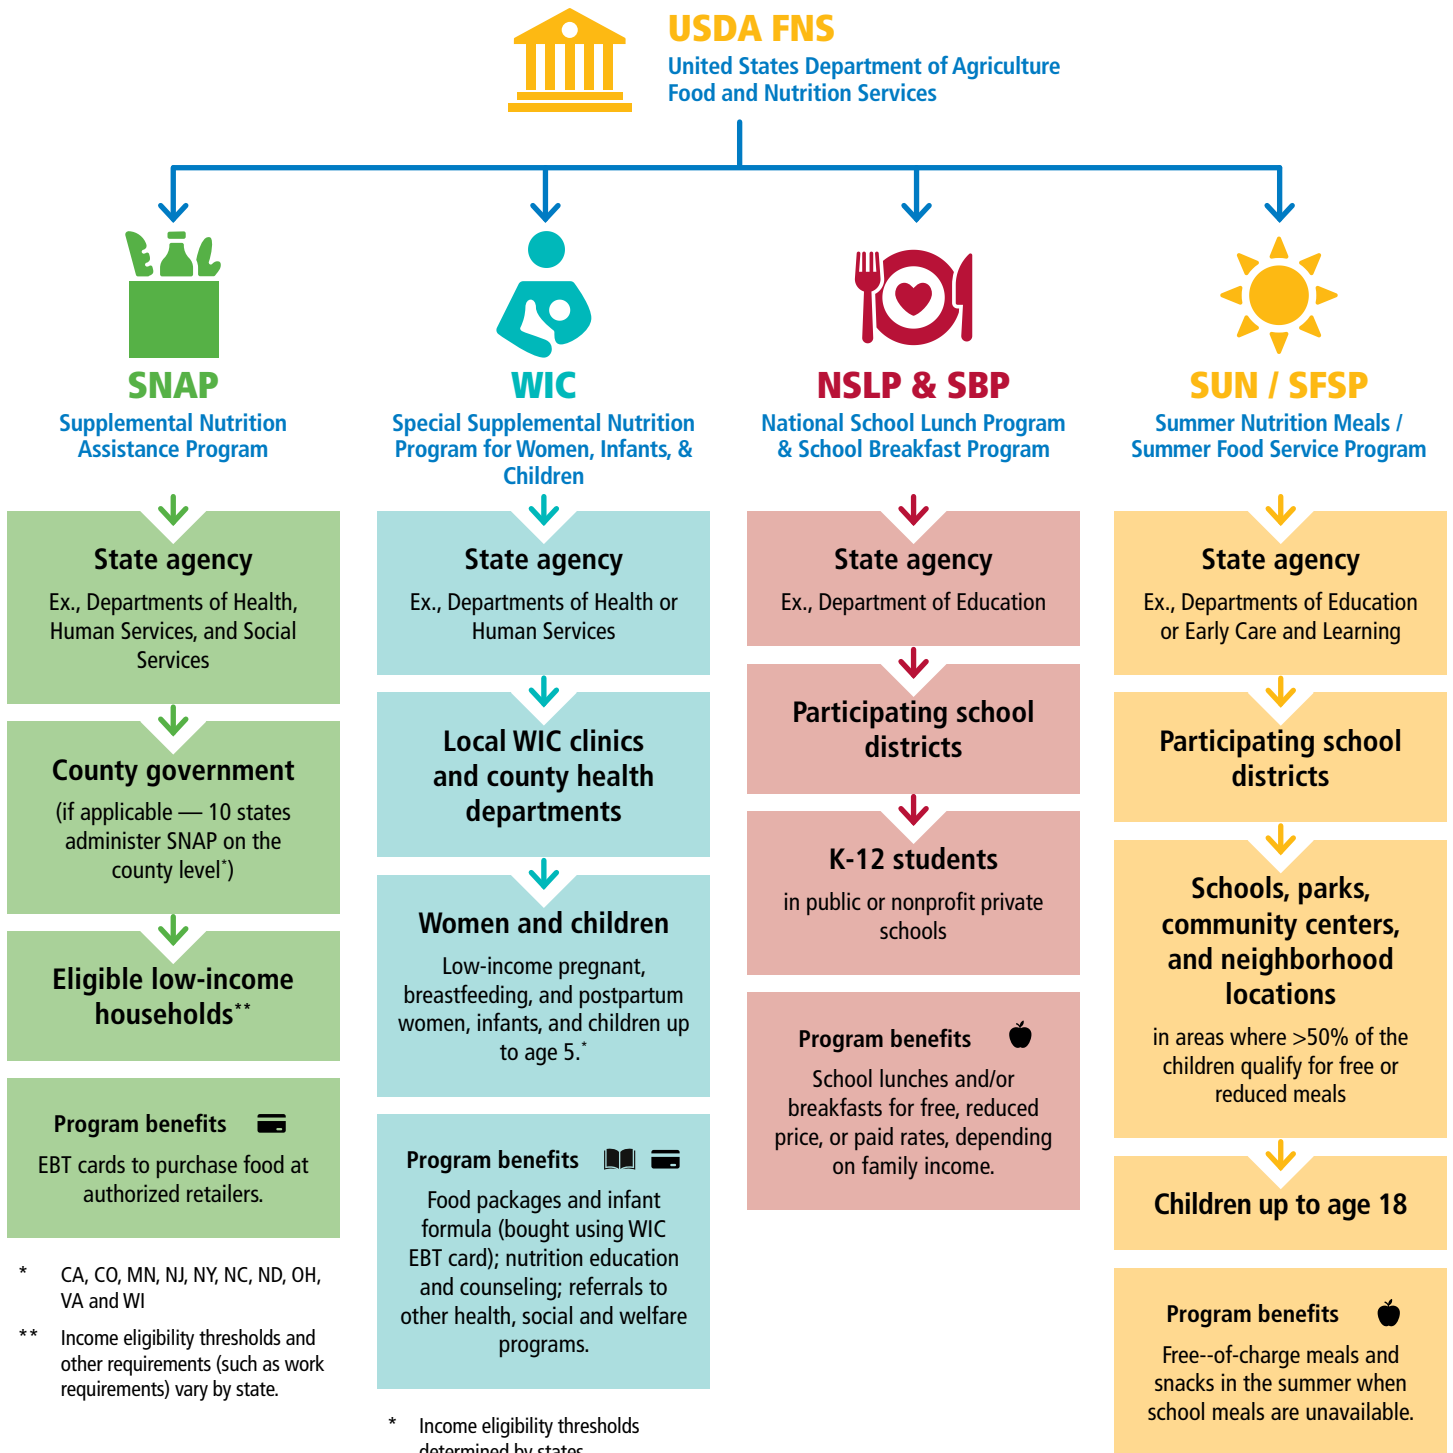 USDA FNS
United States Department of Agriculture
Food and Nutrition Services
SNAP
Supplemental Nutrition
Assistance Program
State agency
Ex., Departments of Health,
Human Services, and Social
Services
County government
(if applicable — 10 states
administer SNAP on the
county level*)
Eligible low-income
households**
Program benefits
EBT cards to purchase food at
authorized retailers.
* CA, CO, MN, NJ, NY, NC, ND, OH,
VA and WI
** Income eligibility thresholds and
other requirements (such as work
requirements) vary by state.
WIC
Special Supplemental Nutrition
Program for Women, Infants, &
Children
State agency
Ex., Departments of Health or
Human Services
Local WIC clinics
and county health
departments
Women and children
Low-income pregnant,
breastfeeding, and postpartum
women, infants, and children up
to age 5.*
Program benefits
Food packages and infant
formula (bought using WIC
EBT card); nutrition education
and counseling; referrals to
other health, social and welfare
programs.
* Income eligibility thresholds
determined by states
NSLP & SBP
National School Lunch Program
& School Breakfast Program
State agency
Ex., Department of Education
Participating school
districts
K-12 students
in public or nonprofit private
schools
Program benefits
School lunches and/or
breakfasts for free, reduced
price, or paid rates, depending
on family income.
SUN / SFSP
Summer Nutrition Meals /
Summer Food Service Program
State agency
Ex., Departments of Education
or Early Care and Learning
Participating school
districts
Schools, parks,
community centers,
and neighborhood
locations
in areas where >50% of the
children qualify for free or
reduced meals
Children up to age 18
Program benefits
Free--of-charge meals and
snacks in the summer when
school meals are unavailable.